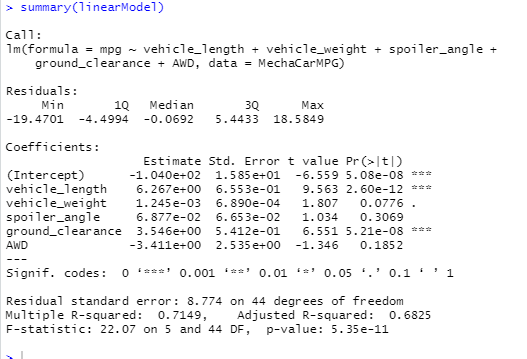 > summary(linearModel)
Call:
lm(formula = mpg ~ vehicle_length + vehicle_weight + spoiler_angle +
    ground_clearance + AWD, data = MechaCarMPG)
Residuals:
     Min       1Q   Median       3Q      Max
-19.4701  -4.4994  -0.0692   5.4433  18.5849
Coefficients:
                   Estimate Std. Error t value Pr(>|t|)
(Intercept)      -1.040e+02  1.585e+01  -6.559 5.08e-08 ***
vehicle_length    6.267e+00  6.553e-01   9.563 2.60e-12 ***
vehicle_weight    1.245e-03  6.890e-04   1.807   0.0776 .
spoiler_angle     6.877e-02  6.653e-02   1.034   0.3069
ground_clearance  3.546e+00  5.412e-01   6.551 5.21e-08 ***
AWD              -3.411e+00  2.535e+00  -1.346   0.1852
---
Signif. codes:  0 ‘***’ 0.001 ‘**’ 0.01 ‘*’ 0.05 ‘.’ 0.1 ‘ ’ 1
Residual standard error: 8.774 on 44 degrees of freedom
Multiple R-squared:  0.7149,	Adjusted R-squared:  0.6825
F-statistic: 22.07 on 5 and 44 DF,  p-value: 5.35e-11
>